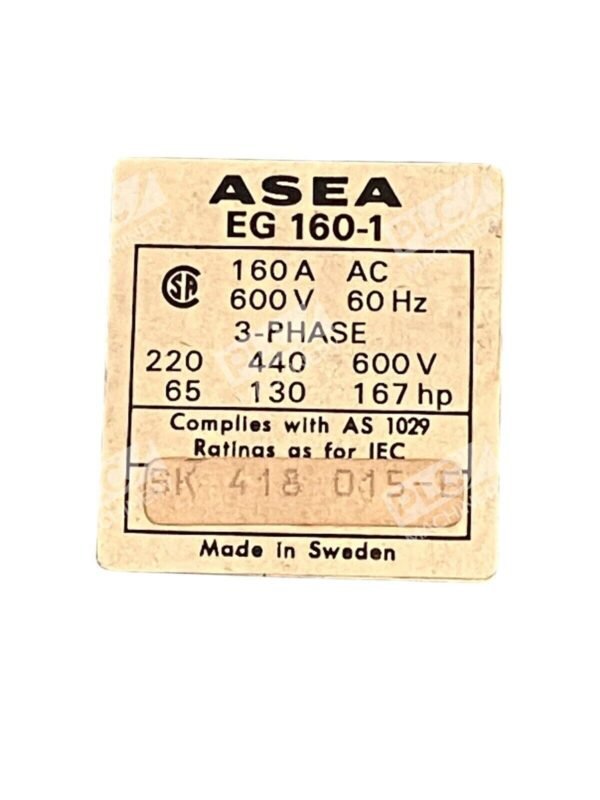 ASEA
EG 160-1
160 A AC
600 V 60 Hz
3-PHASE
220 440 600 V
65 130 167 hp
Complies with AS 1029
Ratings as for IEC
SK 418 015-E
Made in Sweden